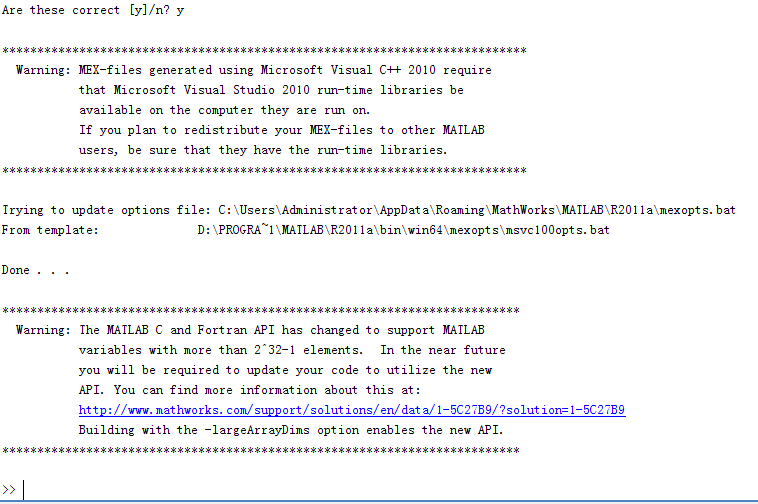 Are these correct [y]/n? y
***************************************************************************
Warning: MEX-files generated using Microsoft Visual C++ 2010 require
that Microsoft Visual Studio 2010 run-time libraries be
available on the computer they are run on.
If you plan to redistribute your MEX-files to other MATLAB
users, be sure that they have the run-time libraries.
***************************************************************************
Trying to update options file: C:\Users\Administrator\AppData\Roaming\MathWorks\MATLAB\R2011a\mexopts.bat
From template: D:\PROGRA~1\MATLAB\R2011a\bin\win64\mexopts\msvc100opts.bat
Done . . .
**************************************************************************
Warning: The MATLAB C and Fortran API has changed to support MATLAB
variables with more than 2^32-1 elements. In the near future
you will be required to update your code to utilize the new
API. You can find more information about this at:
http://www.mathworks.com/support/solutions/en/data/1-5C27B9/?solution=1-5C27B9
Building with the -largeArrayDims option enables the new API.
**************************************************************************
>>